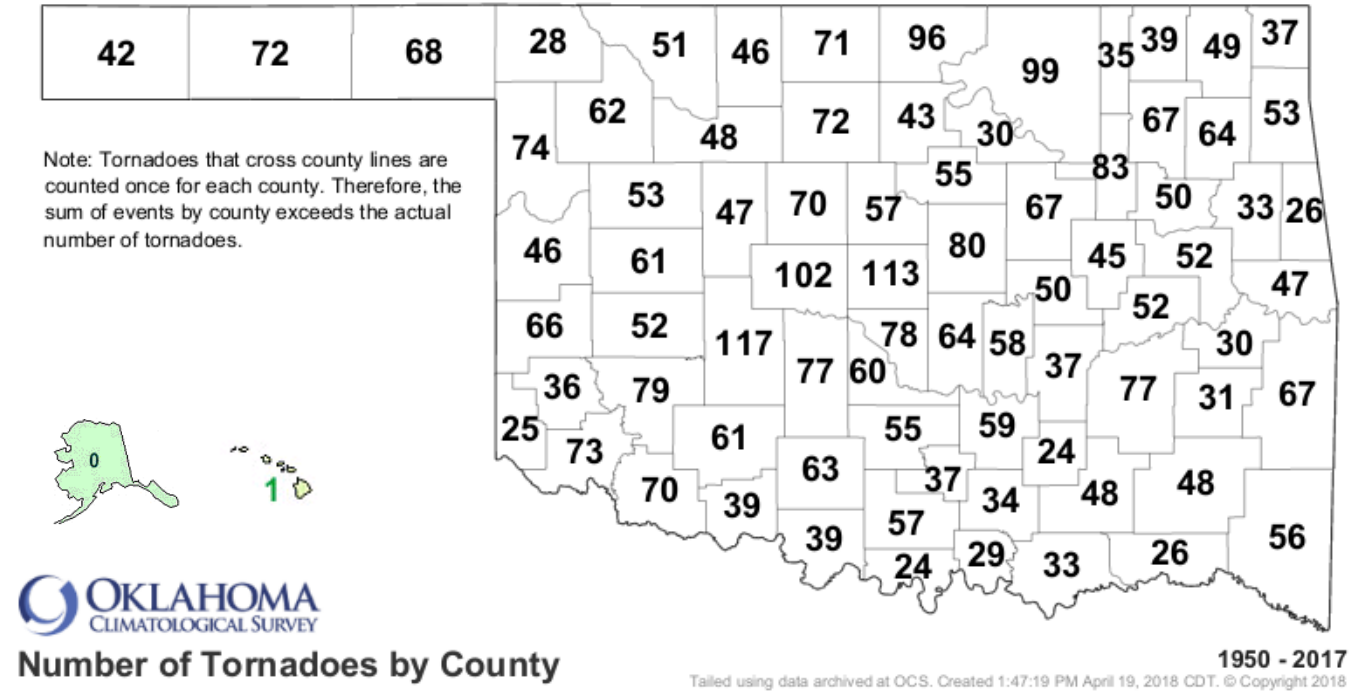 42 72 68 28 51 46 71 96 99 35 39 49 37
74 62 48 72 43 30 67 64 53
55 83
53 47 70 57 67 50 33 26
46 61 102 113 80 45 52 47
50 52
66 52 117 77 60 78 64 58 37 77 30
31 67
36 79
25 73 61 55 59 24
70 39 63 37 34 48 48
57 56
39 24 29 33 26
Note: Tornadoes that cross county lines are
counted once for each county. Therefore, the
sum of events by county exceeds the actual
number of tornadoes.
0
1
OKLAHOMA
CLIMATOLOGICAL SURVEY
Number of Tornadoes by County
1950 - 2017
Tailed using data archived at OCS. Created 1:47:19 PM April 19, 2018 CDT. © Copyright 2018